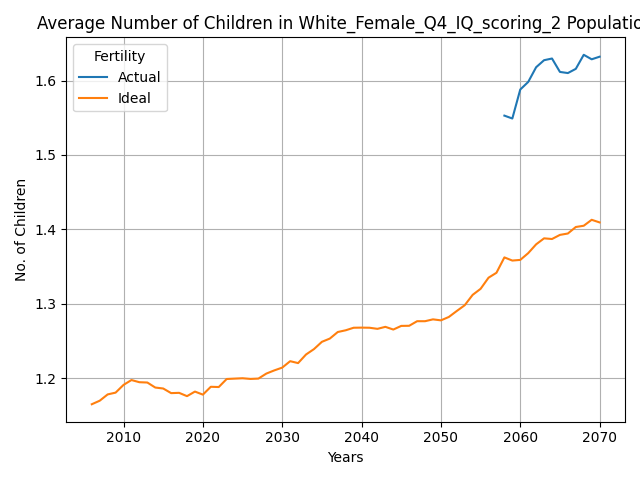 Average Number of Children in White_Female_Q4_IQ_scoring_2 Populatio
Fertility
Actual
Ideal
1.6
1.5
1.4
1.3
1.2
No. of Children
2010 2020 2030 2040 2050 2060 2070
Years